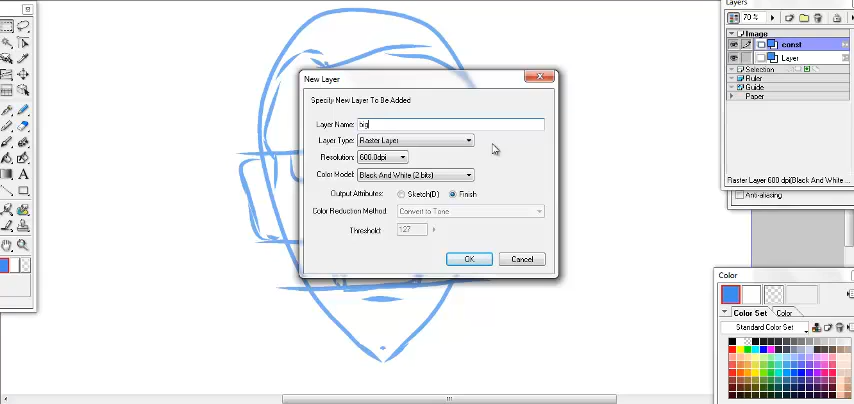 Layers
70 %
Image
const
Layer
Selection
Ruler
Guide
Paper
Raster Layer 600 dpi(Black And White ...
Anti-aliasing
New Layer
Specify New Layer To Be Added
Layer Name: big
Layer Type: Raster Layer
Resolution: 600.0dpi
Color Model: Black And White (2 bits)
Output Attributes: Sketch(D) Finish
Color Reduction Method: Convert to Tone
Threshold: 127
OK Cancel
Color
Color Set Color
Standard Color Set